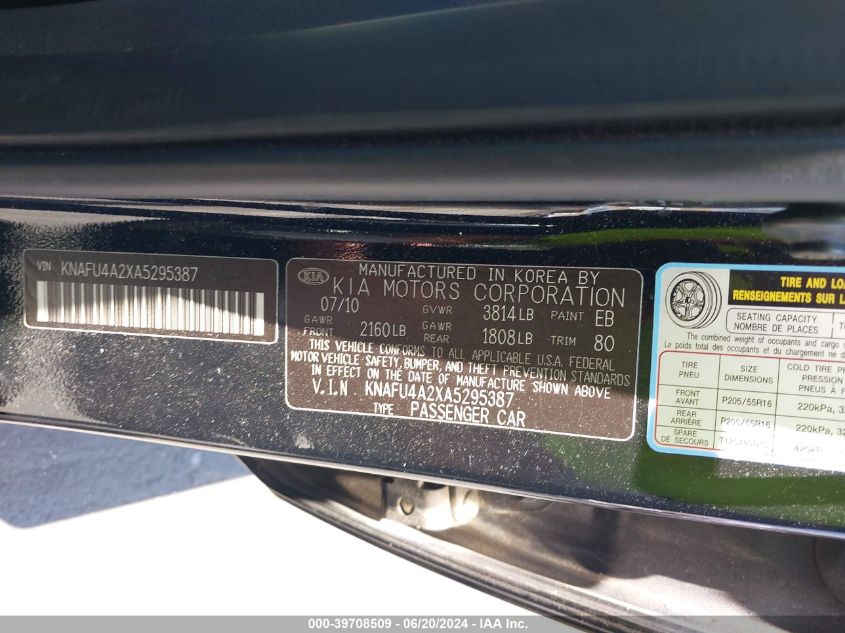 VIN KNAFU4A2XA5295387
KIA
MANUFACTURED IN KOREA BY
KIA MOTORS CORPORATION
07/10 GVWR 3814LB PAINT EB
GAWR FRONT 2160LB GAWR REAR 1808LB TRIM 80
THIS VEHICLE CONFORMS TO ALL APPLICABLE U.S.A. FEDERAL
MOTOR VEHICLE SAFETY, BUMPER, AND THEFT PREVENTION STANDARDS
IN EFFECT ON THE DATE OF MANUFACTURE SHOWN ABOVE
V.I.N KNAFU4A2XA5295387
TYPE PASSENGER CAR
TIRE AND
RENSEIGNEMENTS SUR
SEATING CAPACITY
NOMBRE DE PLACES
The combined weight of occupants and cargo
Le poids total des occupants et du chargement ne
TIRE
PNEU
SIZE
DIMENSIONS
COLD TIRE
PRESSION
PNEUS À
FRONT
AVANT
P205/55R16
220kPa,
REAR
ARRIÈRE
P205/55R16
220kPa,
SPARE
DE SECOURS
000-39708509 - 06/20/2024 - IAAI Inc.